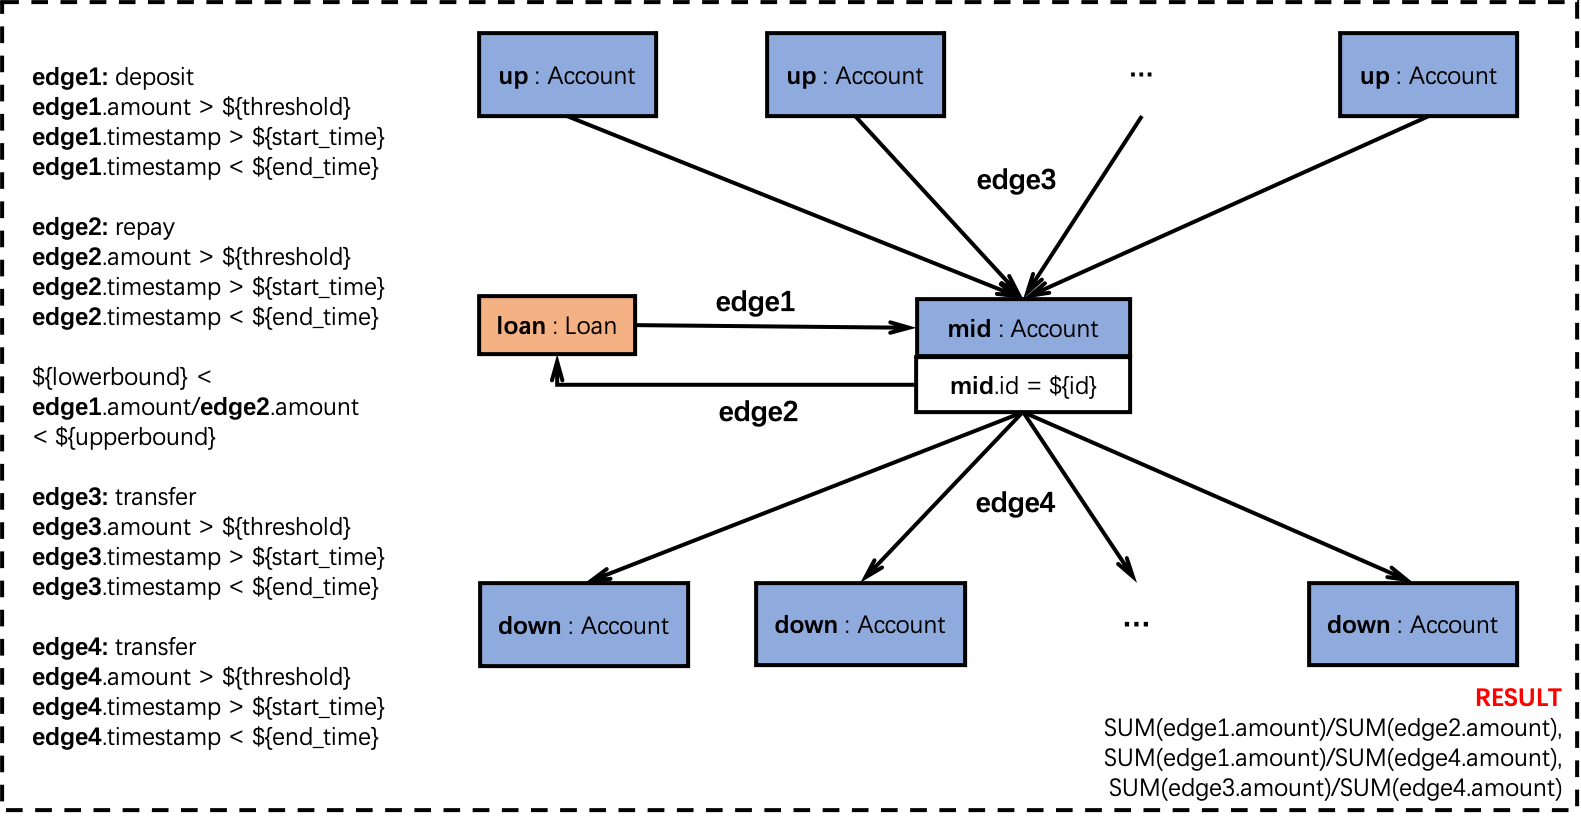 edge1: deposit
edge1.amount > ${threshold}
edge1.timestamp > ${start_time}
edge1.timestamp < ${end_time}
edge2: repay
edge2.amount > ${threshold}
edge2.timestamp > ${start_time}
edge2.timestamp < ${end_time}
${lowerbound} <
edge1.amount/edge2.amount
< ${upperbound}
edge3: transfer
edge3.amount > ${threshold}
edge3.timestamp > ${start_time}
edge3.timestamp < ${end_time}
edge4: transfer
edge4.amount > ${threshold}
edge4.timestamp > ${start_time}
edge4.timestamp < ${end_time}
up : Account
up : Account
...
up : Account
edge3
loan : Loan
edge1
mid : Account
mid.id = ${id}
edge2
edge4
down : Account
down : Account
...
down : Account
RESULT
SUM(edge1.amount)/SUM(edge2.amount),
SUM(edge1.amount)/SUM(edge4.amount),
SUM(edge3.amount)/SUM(edge4.amount)